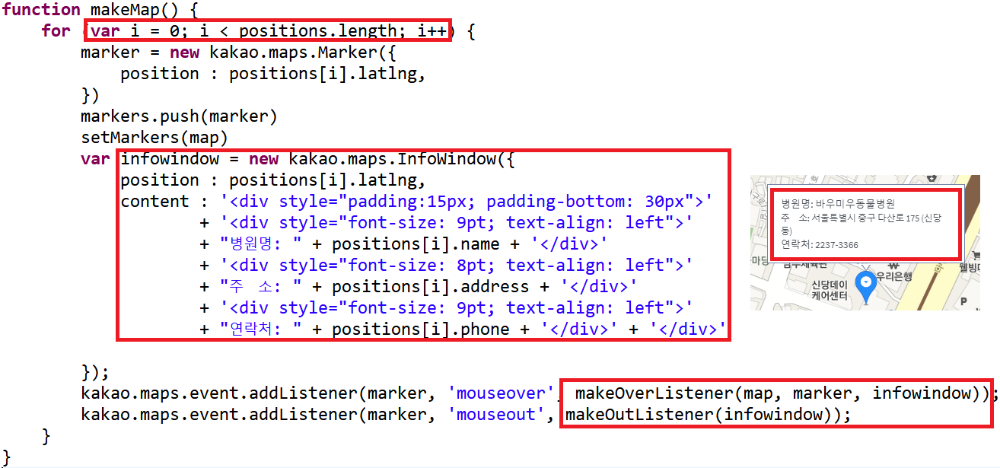 function makeMap() {
for (var i = 0; i < positions.length; i++) {
marker = new kakao.maps.Marker({
position : positions[i].latlng,
})
markers.push(marker)
setMarkers(map)
var infowindow = new kakao.maps.InfoWindow({
position : positions[i].latlng,
content : '<div style="padding:15px; padding-bottom: 30px">'
+ '<div style="font-size: 9pt; text-align: left">'
+ "병원명: " + positions[i].name + '</div>'
+ '<div style="font-size: 8pt; text-align: left">'
+ "주   소: " + positions[i].address + '</div>'
+ '<div style="font-size: 9pt; text-align: left">'
+ "연락처: " + positions[i].phone + '</div>' + '</div>'
});
kakao.maps.event.addListener(marker, 'mouseover', makeOverListener(map, marker, infowindow));
kakao.maps.event.addListener(marker, 'mouseout', makeOutListener(infowindow));
}
}
병원명: 바우미우동물병원
주   소: 서울특별시 중구 다산로 175 (신당
동)
연락처: 2237-3366
우리은행
신당데이
케어센터
P